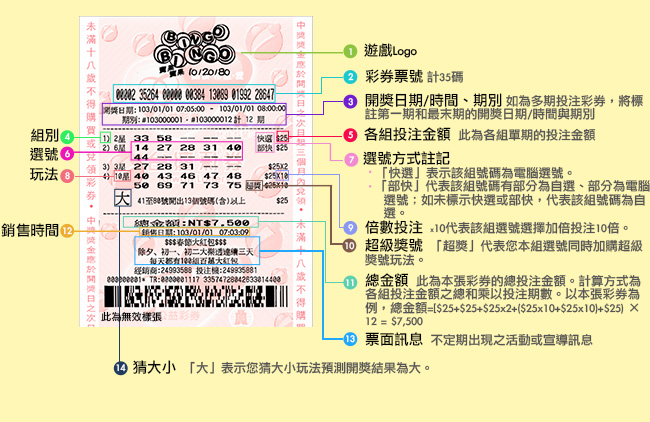 未滿十八歲不得購買或兌領彩券。
中獎獎金應於開獎日之次日起三個月內兌領。
BINGO BINGO
賓果賓果 10/20/80
00002 35264 00000 00384 13069 01992 28647
開獎日期:103/01/01 07:05:00 - 103/01/01 08:00:00
期別:#103000001 - #103000012 計 12 期
1) 2星 33 58 -- -- -- 快選 $25
2) 6星 14 27 28 31 40 部快 $25
44 -- -- -- --
3) 3星 27 28 31 -- -- $25X2
4) 10星 40 43 46 47 48 $25X10
50 69 71 73 75 超獎 $25X10
大 41至80號開出13個號碼(含)以上 $25
總金額:NT$7,500
銷售日期:103/01/01 07:03:09
$$$春節大紅包$$$
除夕、初一、初二大樂透連續三天
每天都有100組百萬大紅包
經銷商:24993588 投注機:249935881
000000001* TR:0000001117 33574728042633014400
此為無效樣張
組別 4
選號 6
玩法 8
銷售時間 12
1 遊戲Logo
2 彩券票號 計35碼
3 開獎日期/時間、期別 如為多期投注彩券，將標
註第一期和最末期的開獎日期/時間與期別
5 各組投注金額 此為各組單期的投注金額
7 選號方式註記
·「快選」表示該組號碼為電腦選號。
·「部快」代表該組號碼有部分為自選、部分為電腦
選號；如未標示快選或部快，代表該組號碼為自
選。
9 倍數投注 x10代表該組選號選擇加倍投注10倍。
10 超級獎號 「超獎」代表您本組選號同時加購超級
獎號玩法。
11 總金額 此為本張彩券的總投注金額。計算方式為
各組投注金額之總和乘以投注期數。以本張彩券為
例，總金額=[$25+$25+$25x2+($25x10+$25x10)+$25) ×
12 = $7,500
13 票面訊息 不定期出現之活動或宣導訊息
14 猜大小 「大」表示您猜大小玩法預測開獎結果為大。